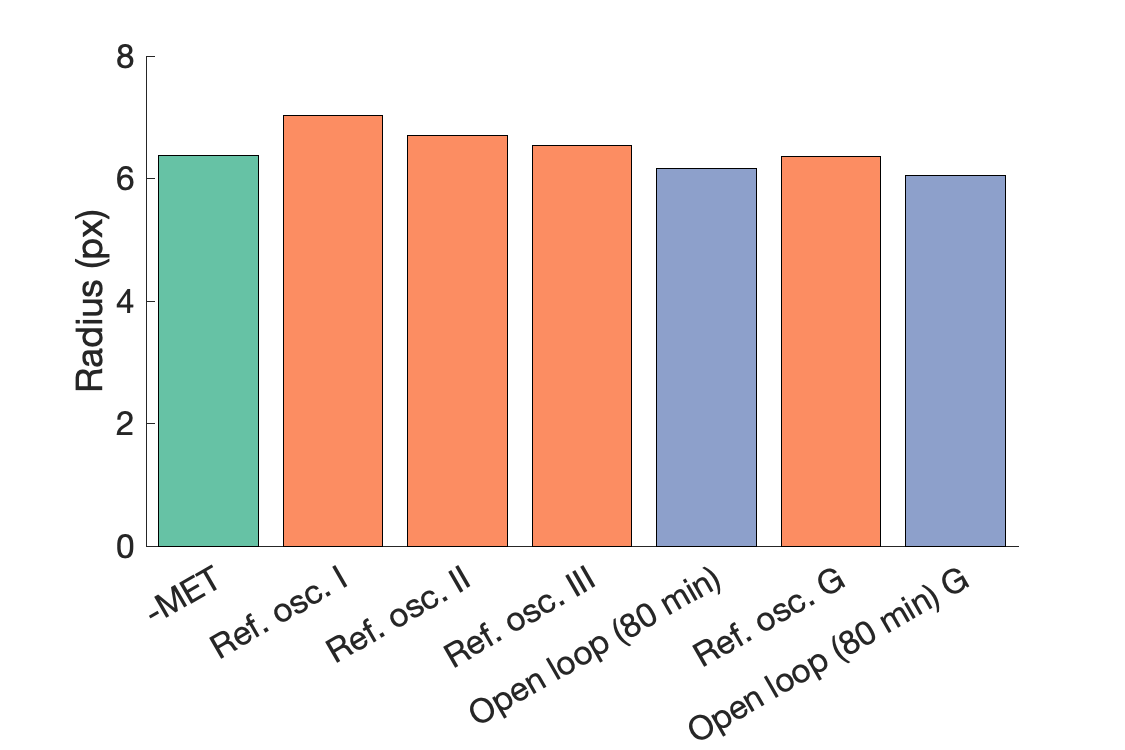 Radius (px)
8
6
4
2
0
-MET
Ref. osc. I
Ref. osc. II
Ref. osc. III
Open loop (80 min)
Ref. osc. G
Open loop (80 min) G